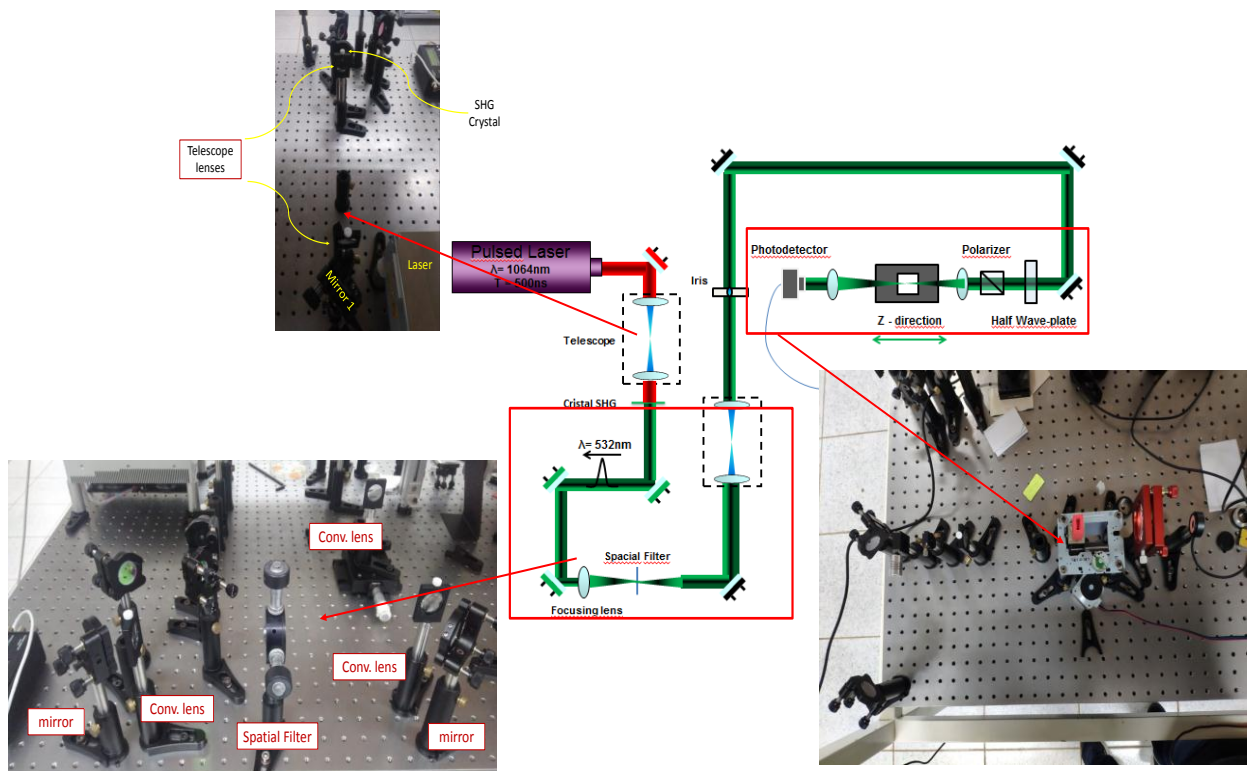 SHG
Crystal
Telescope
lenses
Laser
Mirror 1
Pulsed Laser
λ= 1064nm
T = 500ns
Telescope
Cristal SHG
λ= 532nm
Spacial Filter
Focusing lens
Iris
Photodetector
Polarizer
Z - direction
Half Wave-plate
Conv. lens
Conv. lens
Conv. lens
mirror
Spatial Filter
mirror